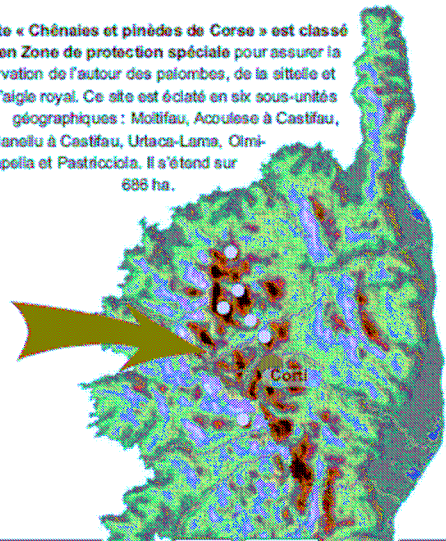 te « Chênaies et pinèdes de Corse » est classé
en Zone de protection spéciale pour assurer la
rvation de l'autour des palombes, de la sittelle et
l'aigle royal. Ce site est éclaté en six sous-unités
géographiques : Moltifau, Acoulese à Castifau,
anellu à Castifau, Urtaca-Lama, Olmi-
pella et Pastricciola. Il s'étend sur
686 ha.
Corti